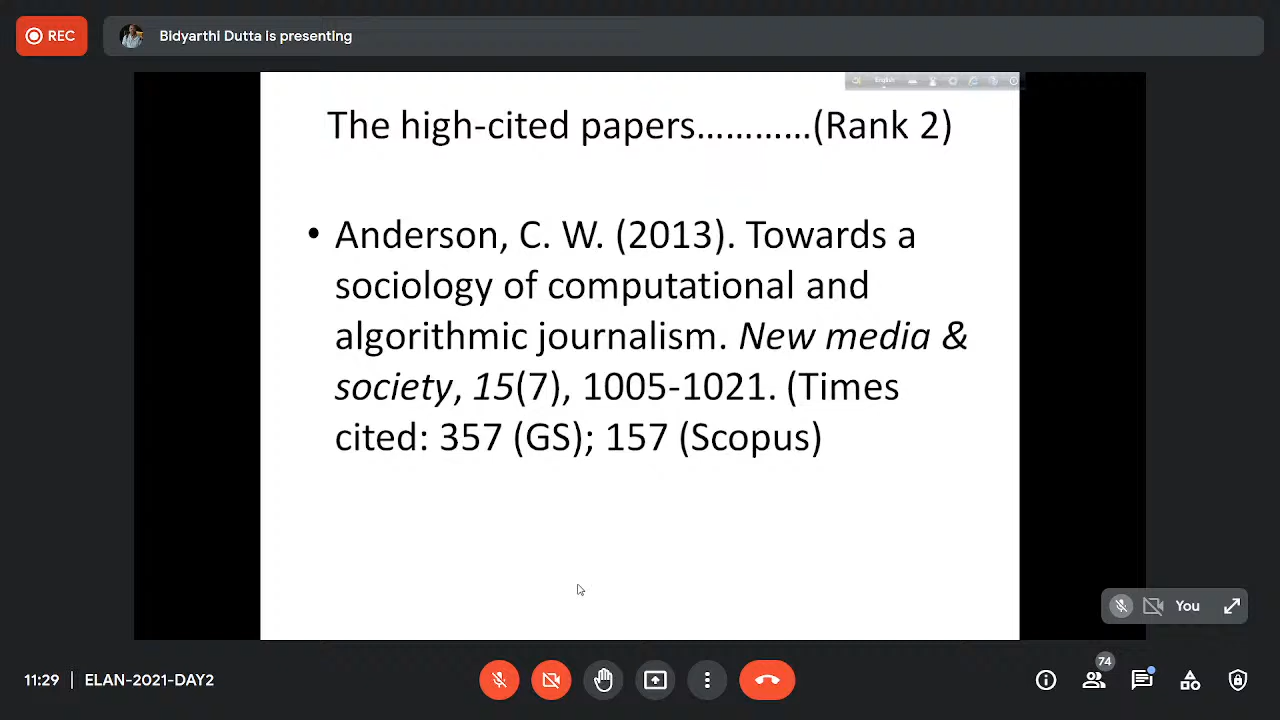 REC
Bidyarthi Dutta is presenting
English
The high-cited papers…………(Rank 2)
• Anderson, C. W. (2013). Towards a
sociology of computational and
algorithmic journalism. New media &
society, 15(7), 1005-1021. (Times
cited: 357 (GS); 157 (Scopus)
You
74
11:29 | ELAN-2021-DAY2